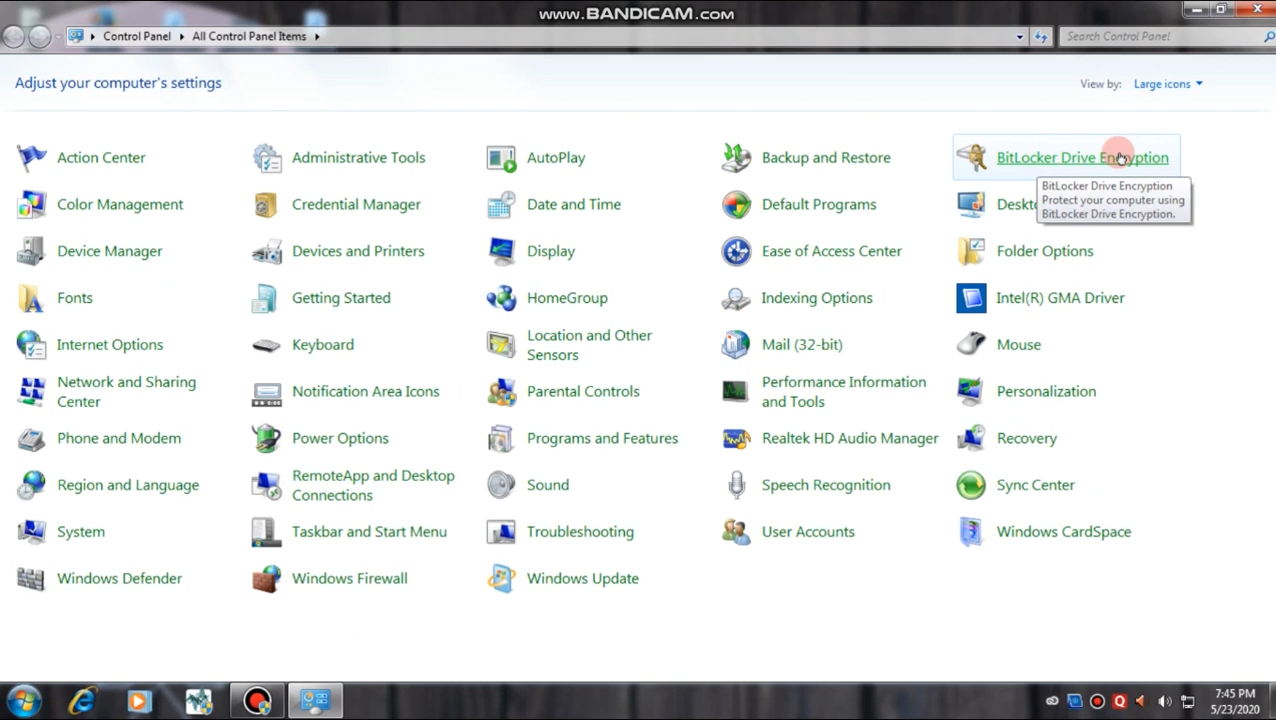 www.BANDICAM.com
Control Panel All Control Panel Items
Search Control Panel
Adjust your computer's settings
View by: Large icons
Action Center
Administrative Tools
AutoPlay
Backup and Restore
BitLocker Drive Encryption
BitLocker Drive Encryption
Protect your computer using
BitLocker Drive Encryption.
Color Management
Credential Manager
Date and Time
Default Programs
Device Manager
Devices and Printers
Display
Ease of Access Center
Folder Options
Fonts
Getting Started
HomeGroup
Indexing Options
Intel(R) GMA Driver
Internet Options
Keyboard
Location and Other
Sensors
Mail (32-bit)
Mouse
Network and Sharing
Center
Notification Area Icons
Parental Controls
Performance Information
and Tools
Personalization
Phone and Modem
Power Options
Programs and Features
Realtek HD Audio Manager
Recovery
Region and Language
RemoteApp and Desktop
Connections
Sound
Speech Recognition
Sync Center
System
Taskbar and Start Menu
Troubleshooting
User Accounts
Windows CardSpace
Windows Defender
Windows Firewall
Windows Update
7:45 PM
5/23/2020